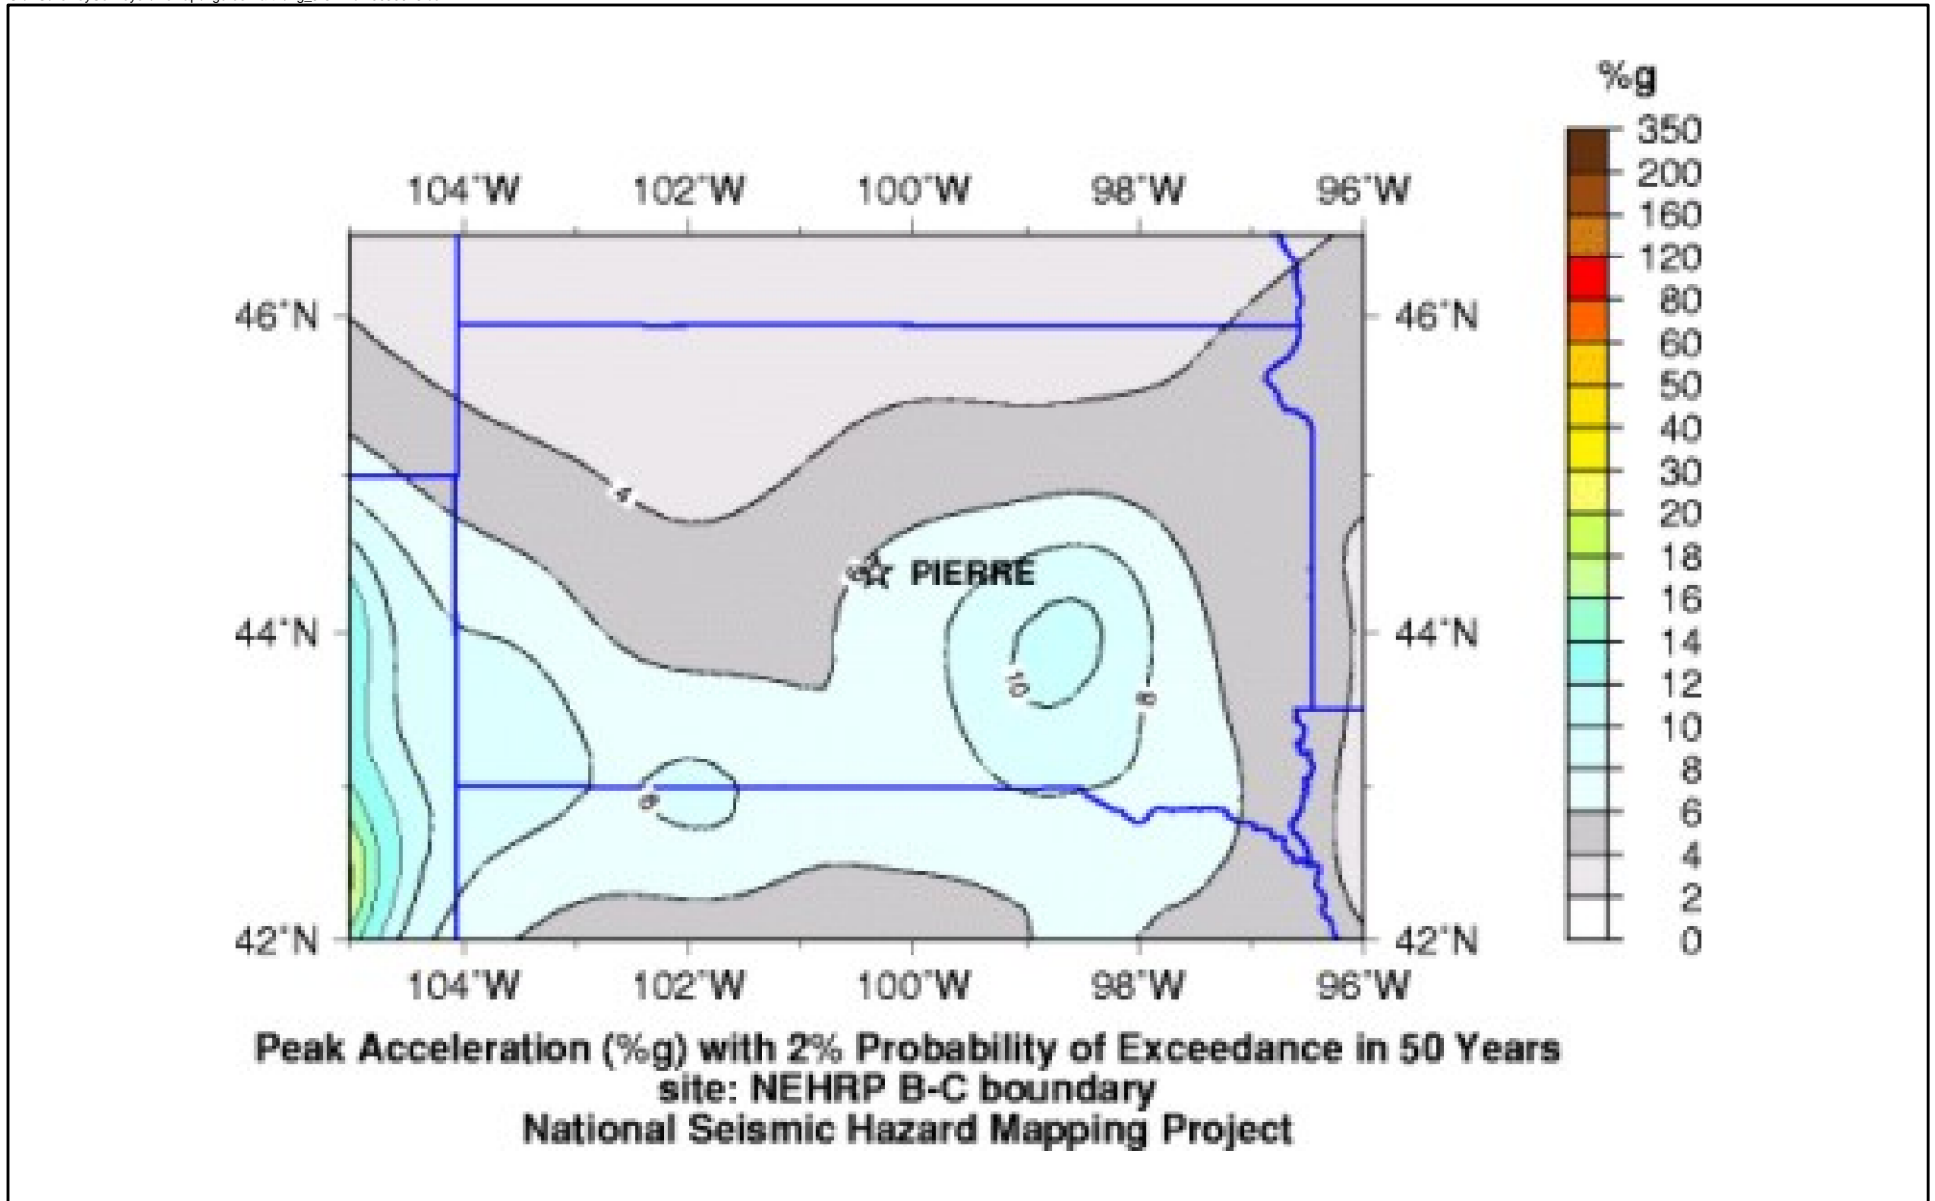 %g
350
200
160
120
80
60
50
40
30
20
18
16
14
12
10
8
6
4
2
0
104°W 102°W 100°W 98°W 96°W
46°N 46°N
4
PIERRE
44°N 44°N
10
8
42°N 42°N
104°W 102°W 100°W 98°W 96°W
Peak Acceleration (%g) with 2% Probability of Exceedance in 50 Years
site: NEHRP B-C boundary
National Seismic Hazard Mapping Project